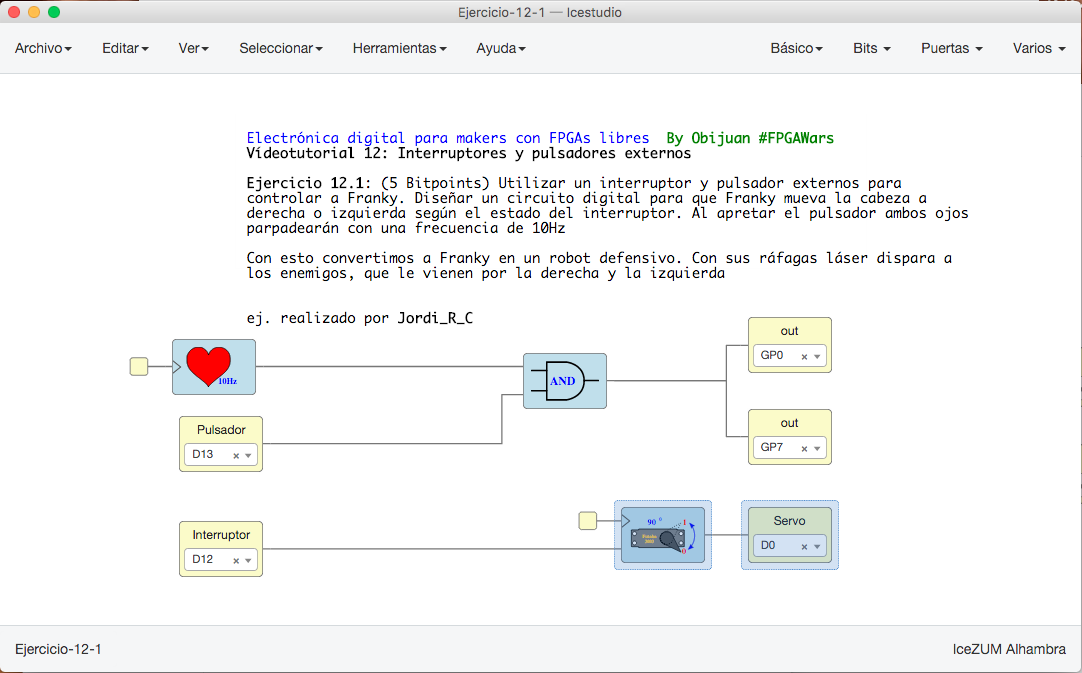 Ejercicio-12-1 — Icestudio
Archivo Editar Ver Seleccionar Herramientas Ayuda Básico Bits Puertas Varios
Electrónica digital para makers con FPGAs libres By Obijuan #FPGAWars
Vídeotutorial 12: Interruptores y pulsadores externos
Ejercicio 12.1: (5 Bitpoints) Utilizar un interruptor y pulsador externos para
controlar a Franky. Diseñar un circuito digital para que Franky mueva la cabeza a
derecha o izquierda según el estado del interruptor. Al apretar el pulsador ambos ojos
parpadearán con una frecuencia de 10Hz
Con esto convertimos a Franky en un robot defensivo. Con sus ráfagas láser dispara a
los enemigos, que le vienen por la derecha y la izquierda
ej. realizado por Jordi_R_C
out
GP0
10Hz
AND
Pulsador
D13
out
GP7
Interruptor
D12
90 º
1
0
Servo
D0
Ejercicio-12-1
IceZUM Alhambra